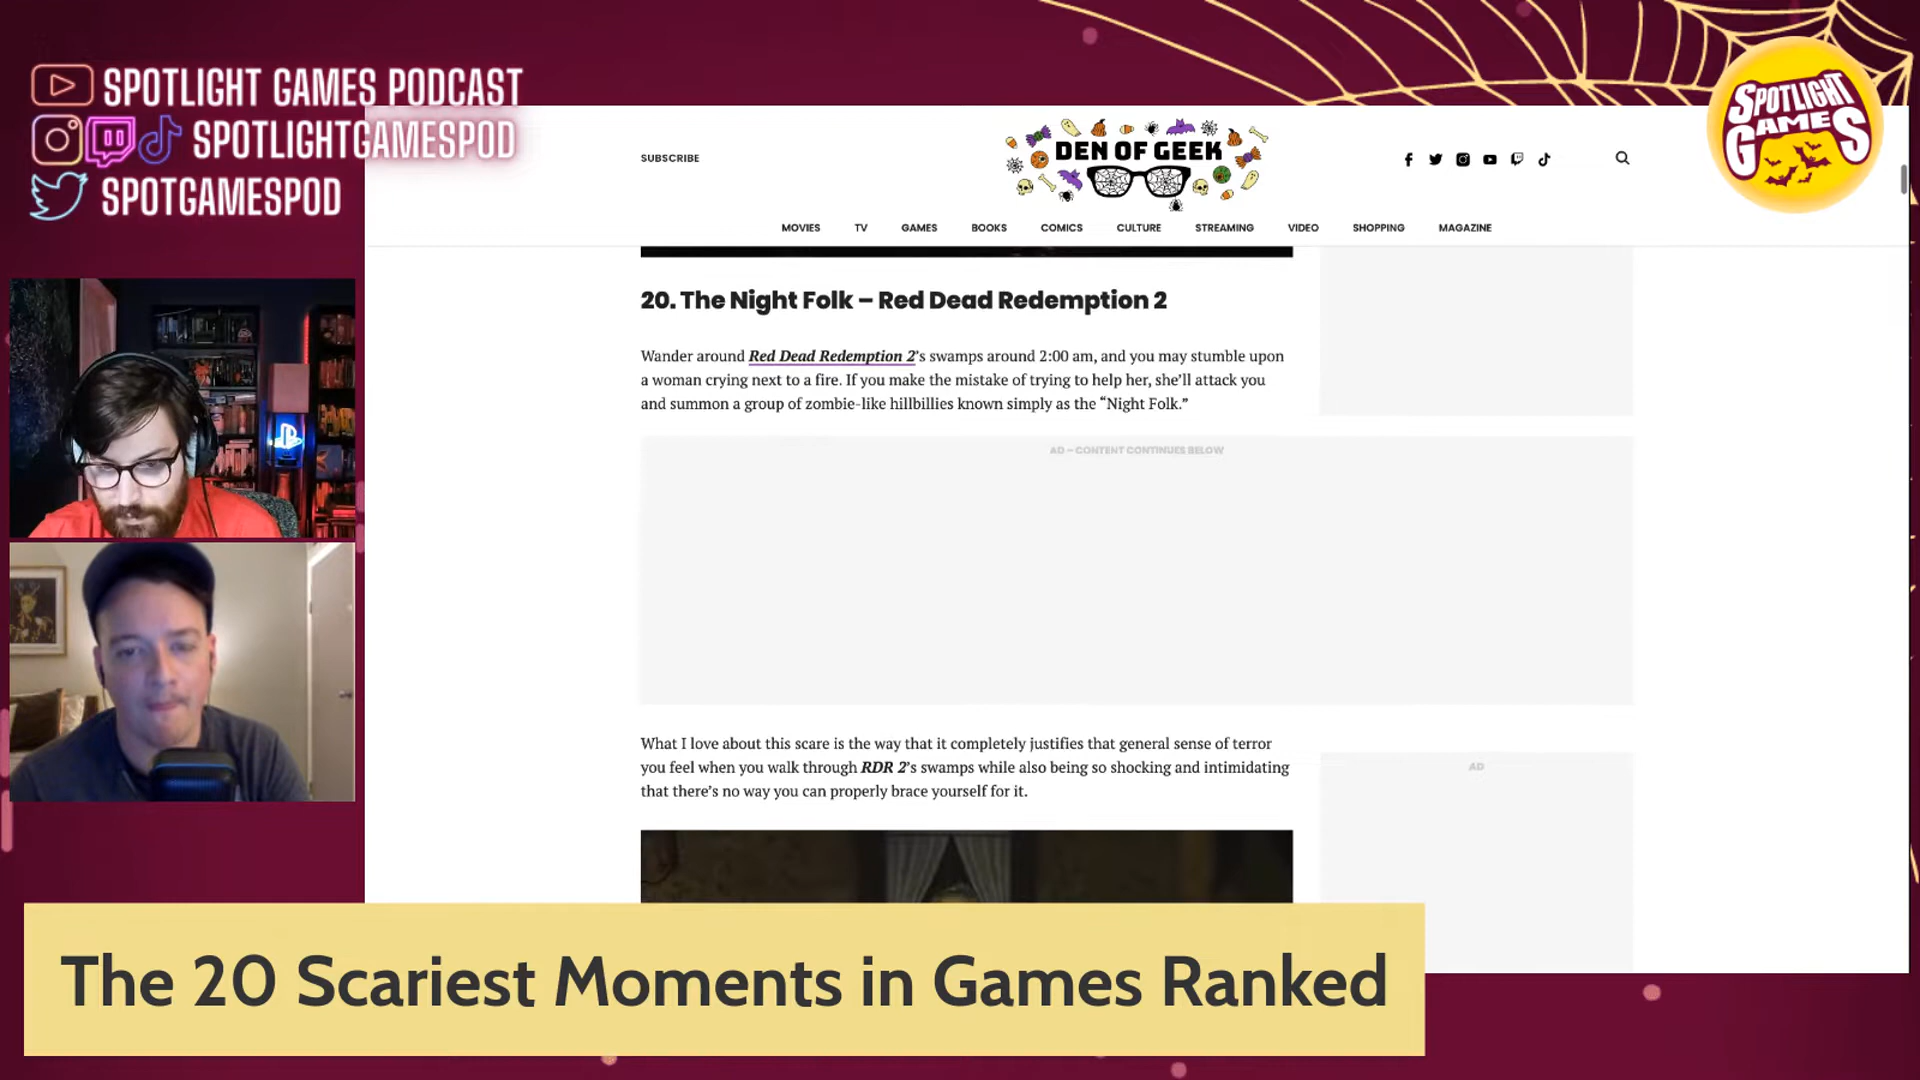 SPOTLIGHT GAMES PODCAST
SPOTLIGHTGAMESPOD
SPOTGAMESPOD
SUBSCRIBE
DEN OF GEEK
SPOTLIGHT
GAMES
MOVIES TV GAMES BOOKS COMICS CULTURE STREAMING VIDEO SHOPPING MAGAZINE
20. The Night Folk – Red Dead Redemption 2
Wander around Red Dead Redemption 2’s swamps around 2:00 am, and you may stumble upon
a woman crying next to a fire. If you make the mistake of trying to help her, she’ll attack you
and summon a group of zombie-like hillbillies known simply as the “Night Folk.”
AD – CONTENT CONTINUES BELOW
What I love about this scare is the way that it completely justifies that general sense of terror
you feel when you walk through RDR 2’s swamps while also being so shocking and intimidating
that there’s no way you can properly brace yourself for it.
AD
The 20 Scariest Moments in Games Ranked